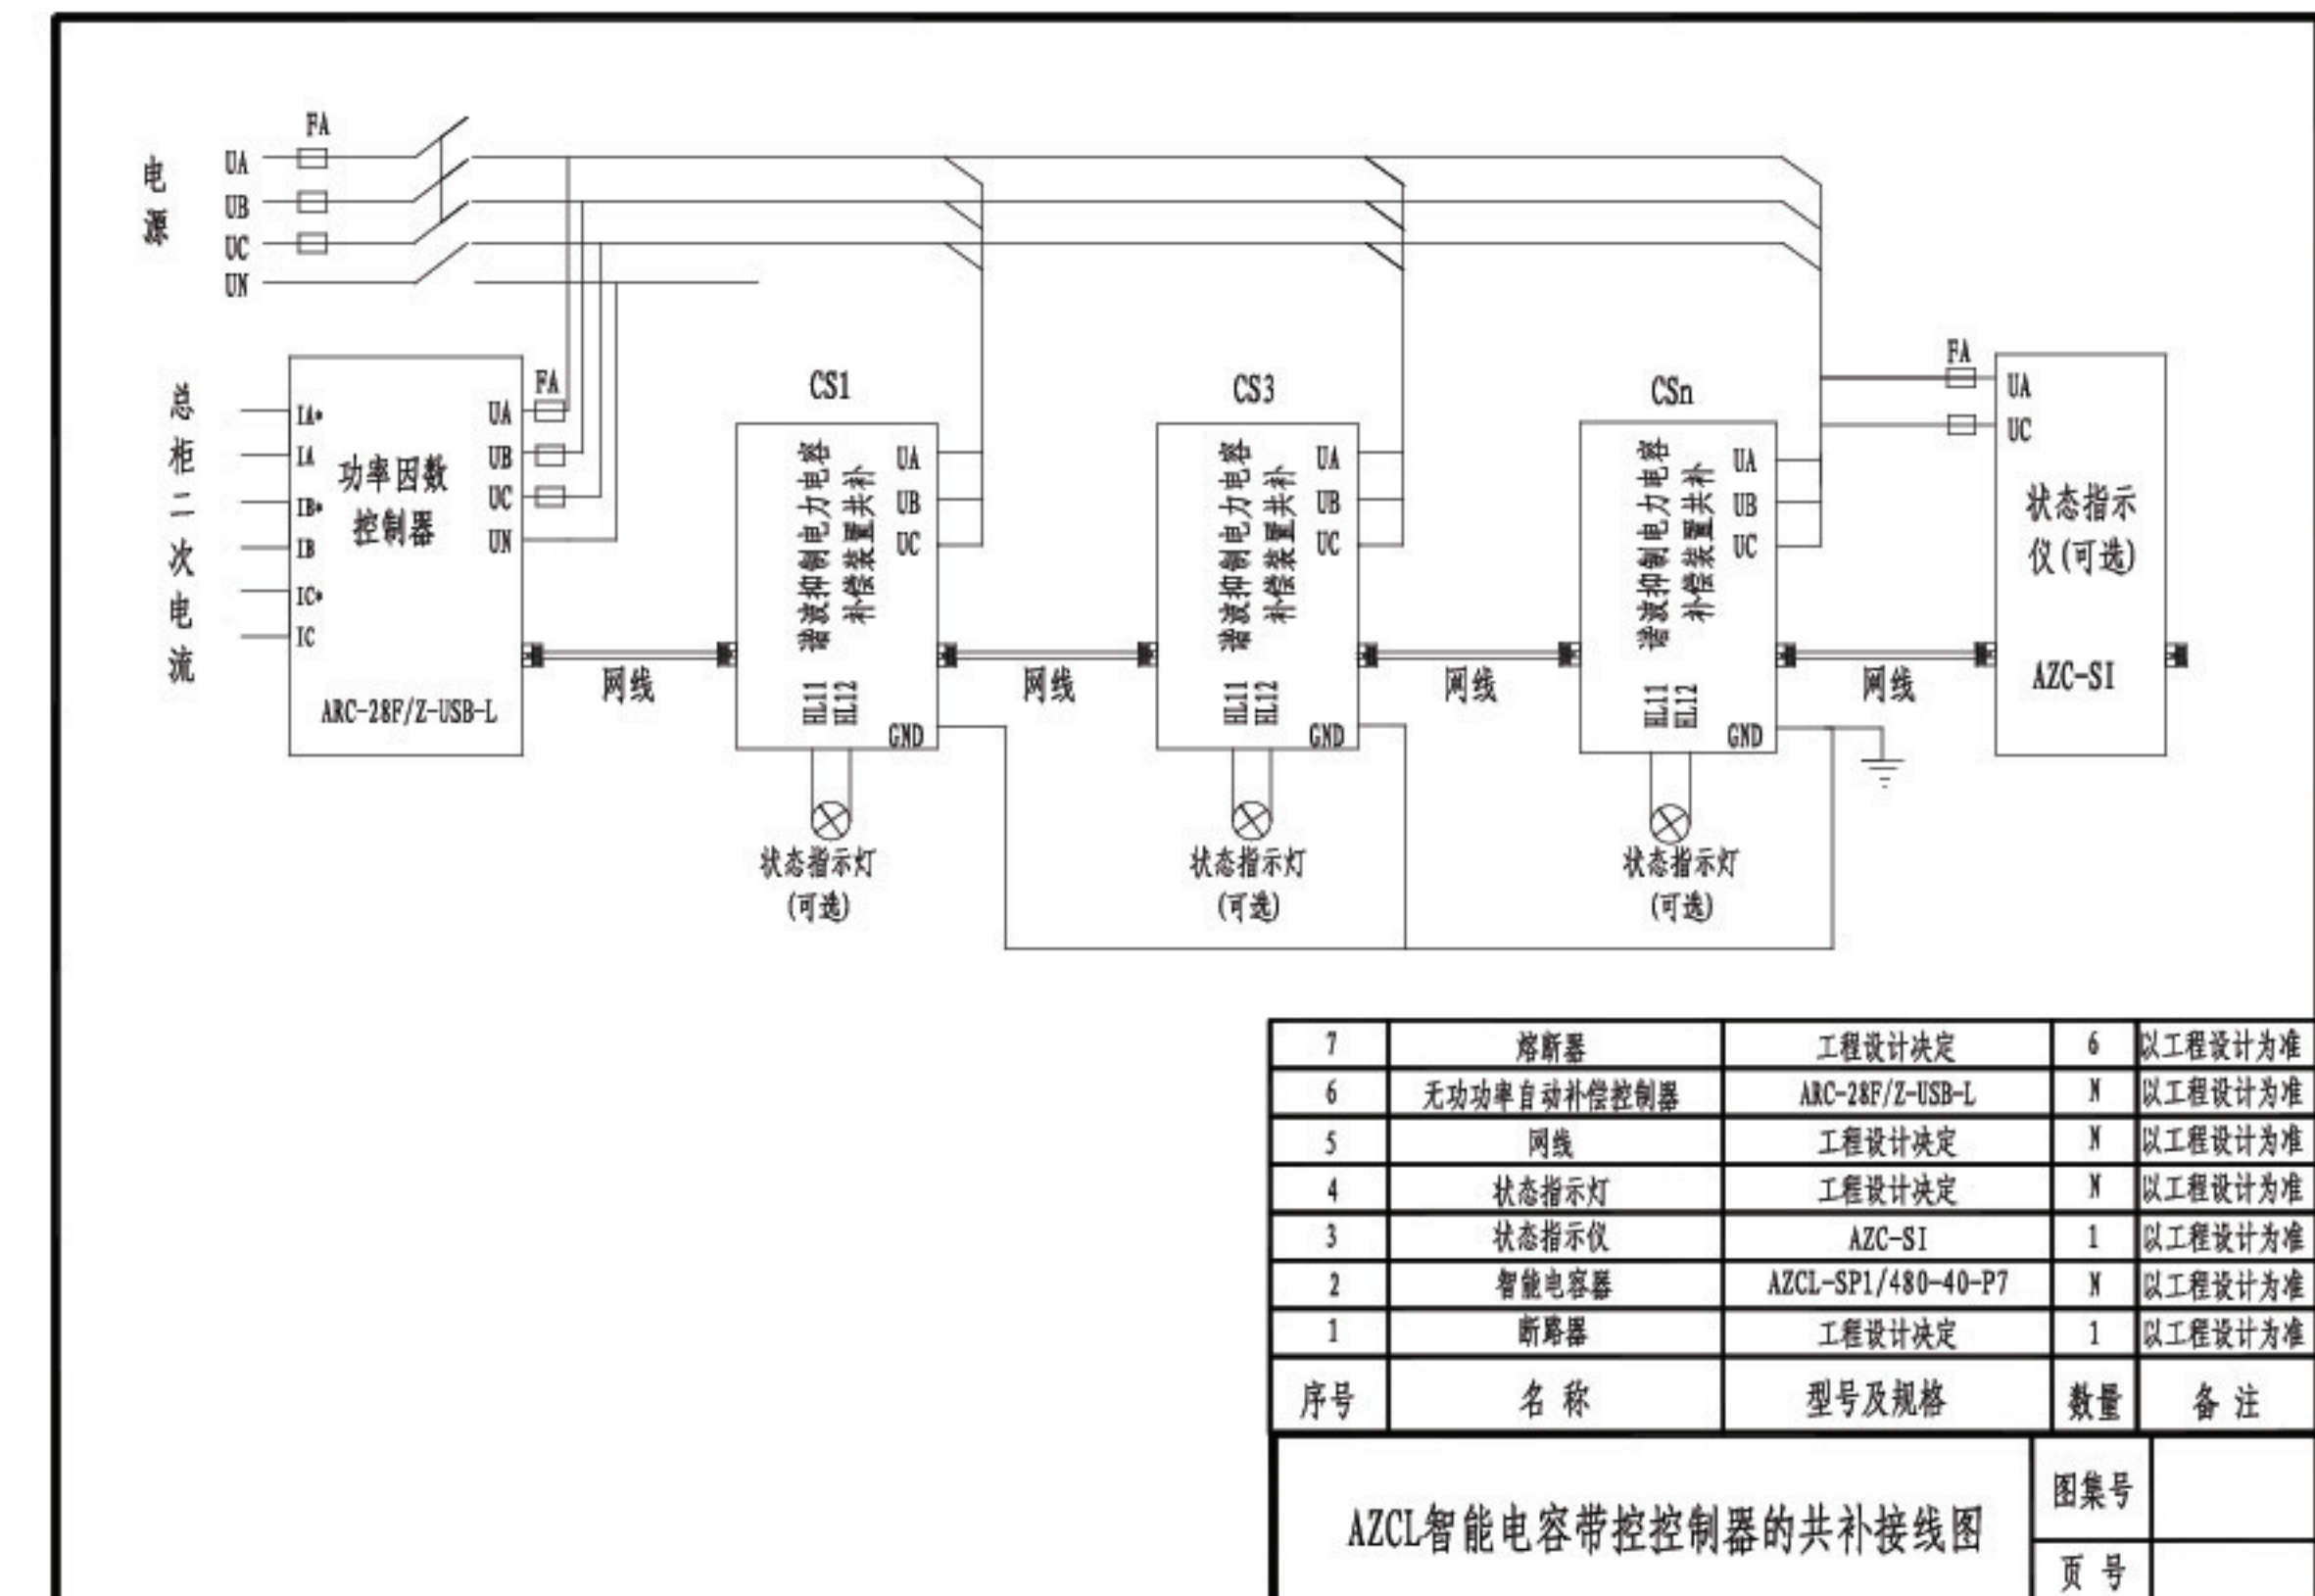 电源
FA
UA
UB
UC
UN
总柜二次电流
IA*
IA
IB*
IB
IC*
IC
功率因数
控制器
ARC-28F/Z-USB-L
FA
UA
UB
UC
UN
网线
CS1
谐波抑制电力电容
补偿装置共补
UA
UB
UC
HL11
HL12
GND
状态指示灯
(可选)
网线
CS3
谐波抑制电力电容
补偿装置共补
UA
UB
UC
HL11
HL12
GND
状态指示灯
(可选)
网线
CSn
谐波抑制电力电容
补偿装置共补
UA
UB
UC
HL11
HL12
GND
状态指示灯
(可选)
网线
FA
UA
UC
状态指示
仪(可选)
AZC-SI
7 熔断器 工程设计决定 6 以工程设计为准
6 无功功率自动补偿控制器 ARC-28F/Z-USB-L N 以工程设计为准
5 网线 工程设计决定 N 以工程设计为准
4 状态指示灯 工程设计决定 N 以工程设计为准
3 状态指示仪 AZC-SI 1 以工程设计为准
2 智能电容器 AZCL-SP1/480-40-P7 N 以工程设计为准
1 断路器 工程设计决定 1 以工程设计为准
序号 名 称 型号及规格 数量 备 注
AZCL智能电容带控控制器的共补接线图
图集号
页 号